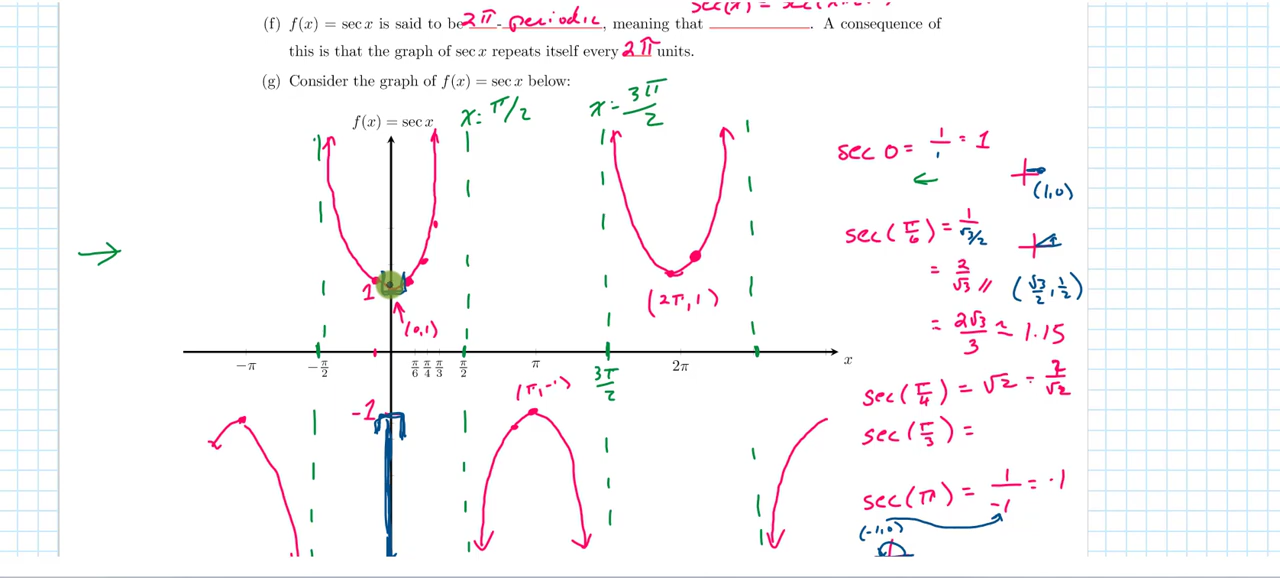 (f) f(x) = sec x is said to be 2π-periodic, meaning that ________. A consequence of
this is that the graph of sec x repeats itself every 2π units.
(g) Consider the graph of f(x) = sec x below:
x = π/2
x = 3π/2
f(x) = sec x
sec 0 = 1/1 = 1
(1,0)
sec(π/6) = 1/(√3/2)
= 2/√3 //
(√3/2, 1/2)
1
(0,1)
(2π,1)
= 2√3/3 ≈ 1.15
-π
-π/2
π/6 π/4 π/3 π/2
π
3π/2
2π
x
(π,-1)
-1
sec(π/4) = √2 = 2/√2
sec(π/3) =
sec(π) = 1/-1 = -1
(-1,0)